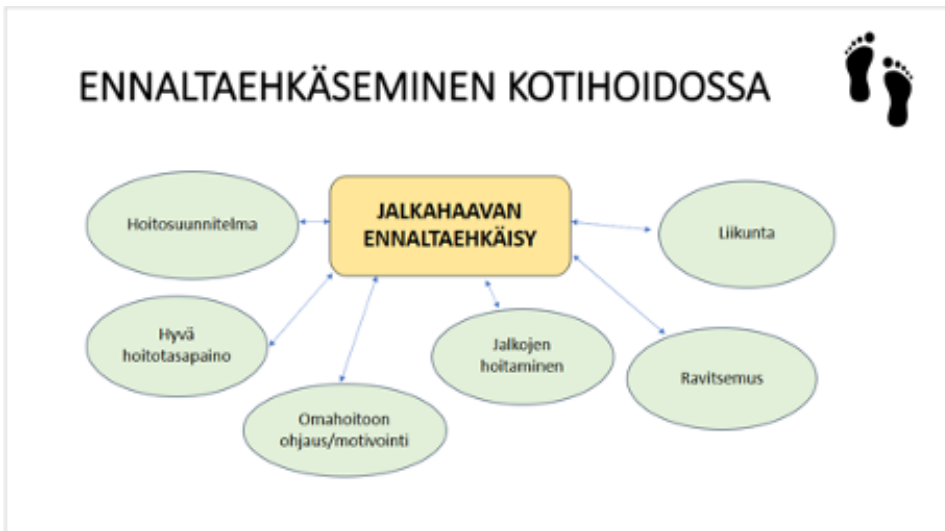 ENNALTAEHKÄSEMINEN KOTIHOIDOSSA
JALKAHAAVAN
ENNALTAEHKÄISY
Hoitosuunnitelma
Liikunta
Hyvä
hoitotasapaino
Jalkojen
hoitaminen
Ravitsemus
Omahoitoon
ohjaus/motivointi